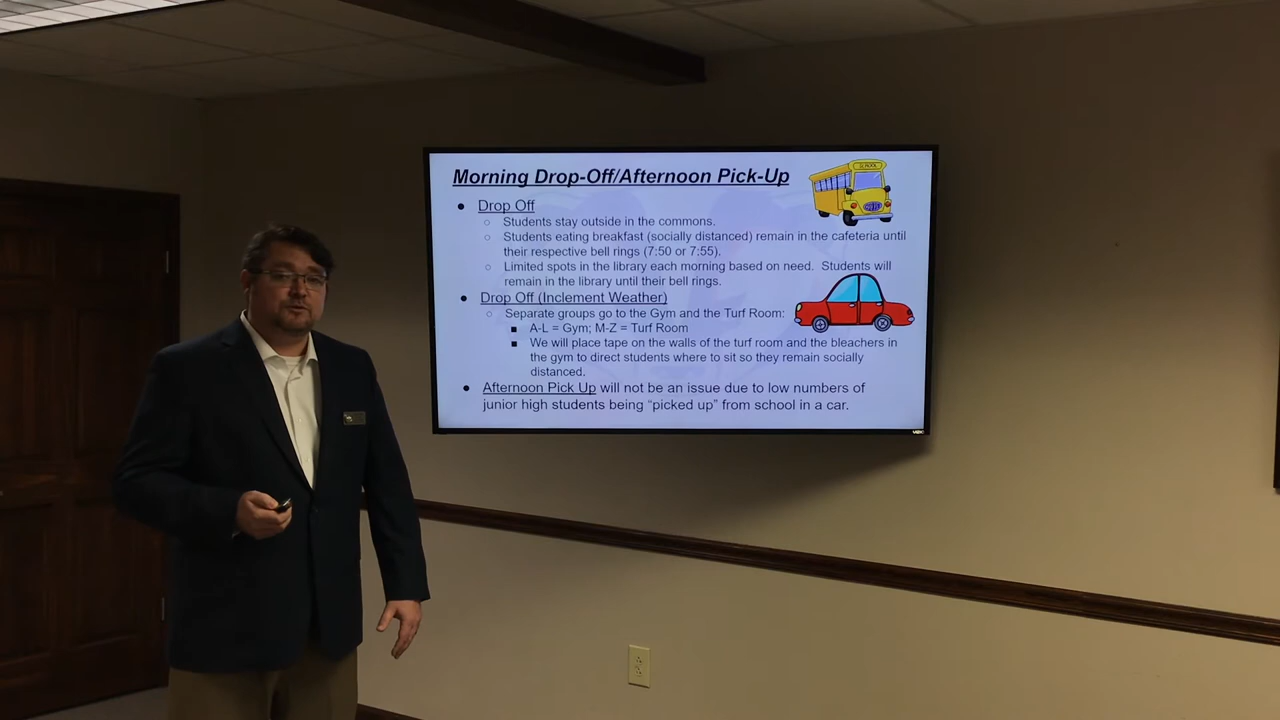 Morning Drop-Off/Afternoon Pick-Up
SCHOOL
● Drop Off
○ Students stay outside in the commons.
○ Students eating breakfast (socially distanced) remain in the cafeteria until
their respective bell rings (7:50 or 7:55).
○ Limited spots in the library each morning based on need. Students will
remain in the library until their bell rings.
● Drop Off (Inclement Weather)
○ Separate groups go to the Gym and the Turf Room:
■ A-L = Gym; M-Z = Turf Room
■ We will place tape on the walls of the turf room and the bleachers in
the gym to direct students where to sit so they remain socially
distanced.
● Afternoon Pick Up will not be an issue due to low numbers of
junior high students being “picked up” from school in a car.
VIZIO